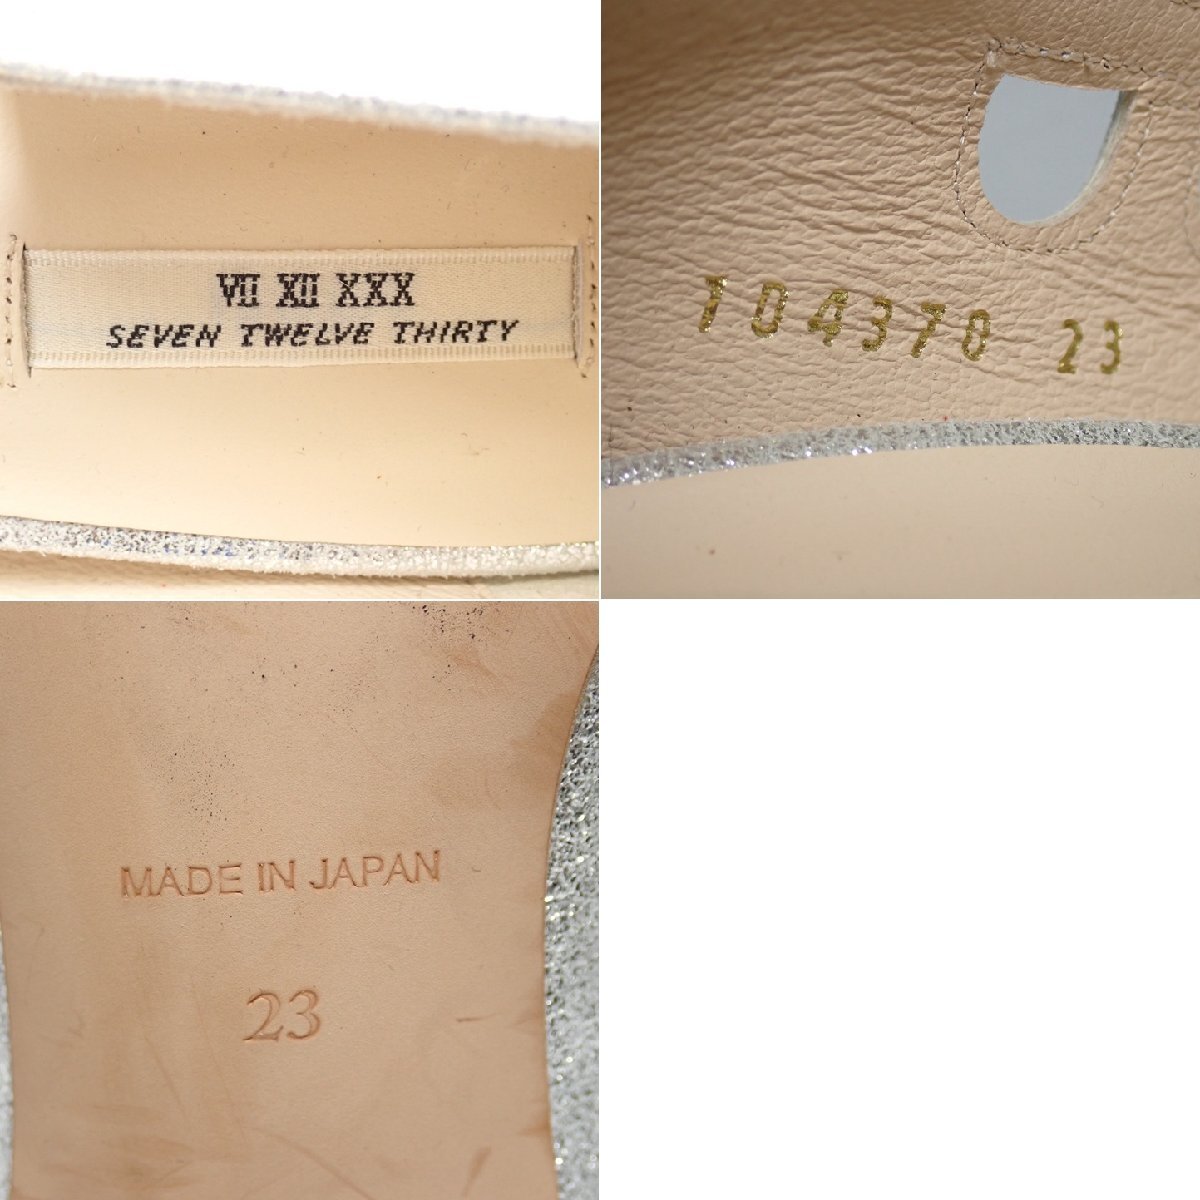 VII XII XXX
SEVEN TWELVE THIRTY
104370 23
MADE IN JAPAN
23